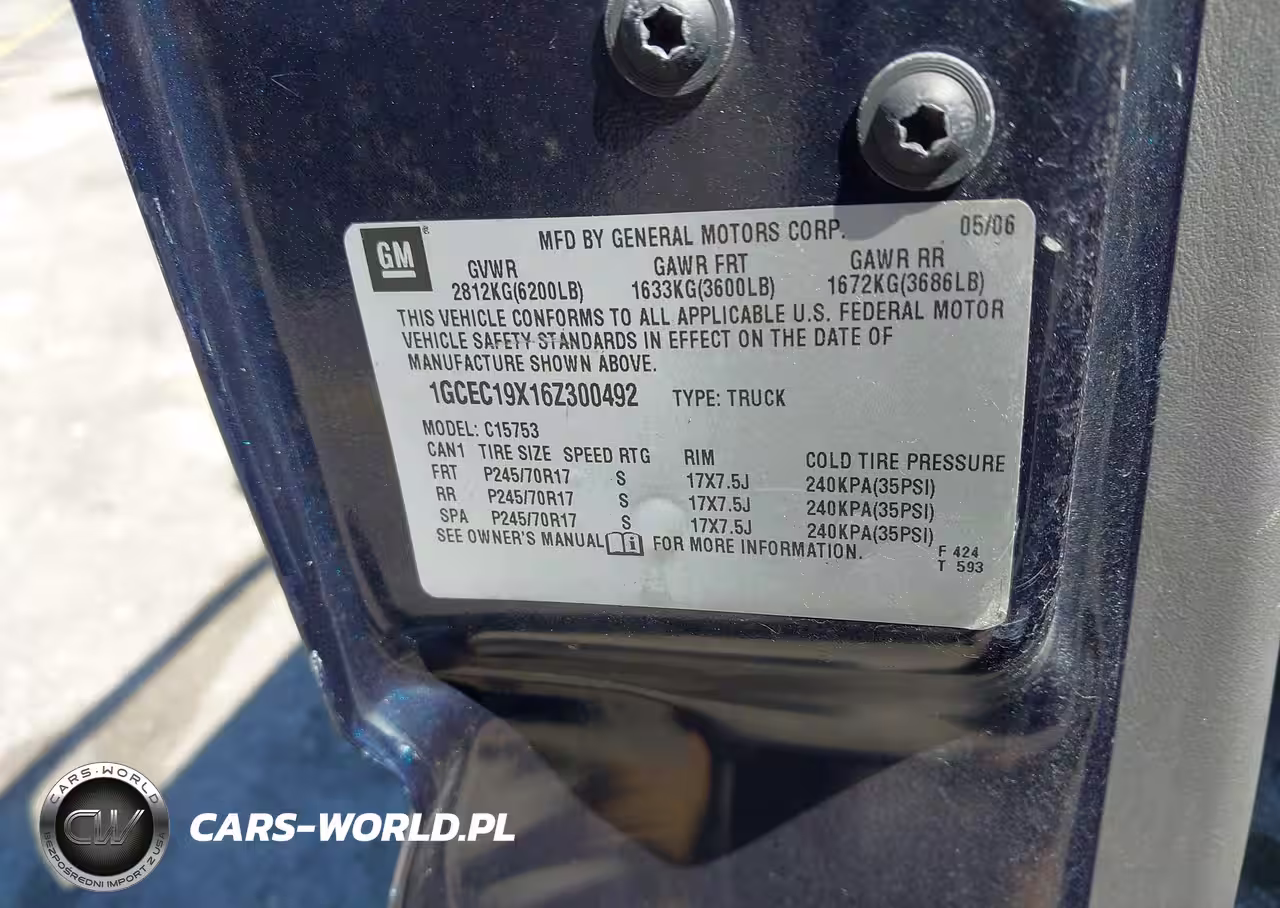 GM
MFD BY GENERAL MOTORS CORP. 05/06
GVWR GAWR FRT GAWR RR
2812KG(6200LB) 1633KG(3600LB) 1672KG(3686LB)
THIS VEHICLE CONFORMS TO ALL APPLICABLE U.S. FEDERAL MOTOR
VEHICLE SAFETY STANDARDS IN EFFECT ON THE DATE OF
MANUFACTURE SHOWN ABOVE.
1GCEC19X16Z300492 TYPE: TRUCK
MODEL: C15753
CAN1 TIRE SIZE SPEED RTG RIM COLD TIRE PRESSURE
FRT P245/70R17 S 17X7.5J 240KPA(35PSI)
RR P245/70R17 S 17X7.5J 240KPA(35PSI)
SPA P245/70R17 S 17X7.5J 240KPA(35PSI)
SEE OWNER'S MANUAL FOR MORE INFORMATION.
F 424
T 593
CARS-WORLD
CW
BEZPOŚREDNI IMPORT Z USA
CARS-WORLD.PL